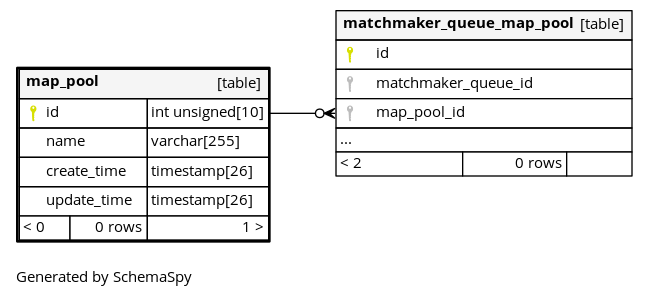 matchmaker_queue_map_pool [table]
id
matchmaker_queue_id
map_pool_id
...
< 2 0 rows
map_pool [table]
id int unsigned[10]
name varchar[255]
create_time timestamp[26]
update_time timestamp[26]
< 0 0 rows 1 >
Generated by SchemaSpy